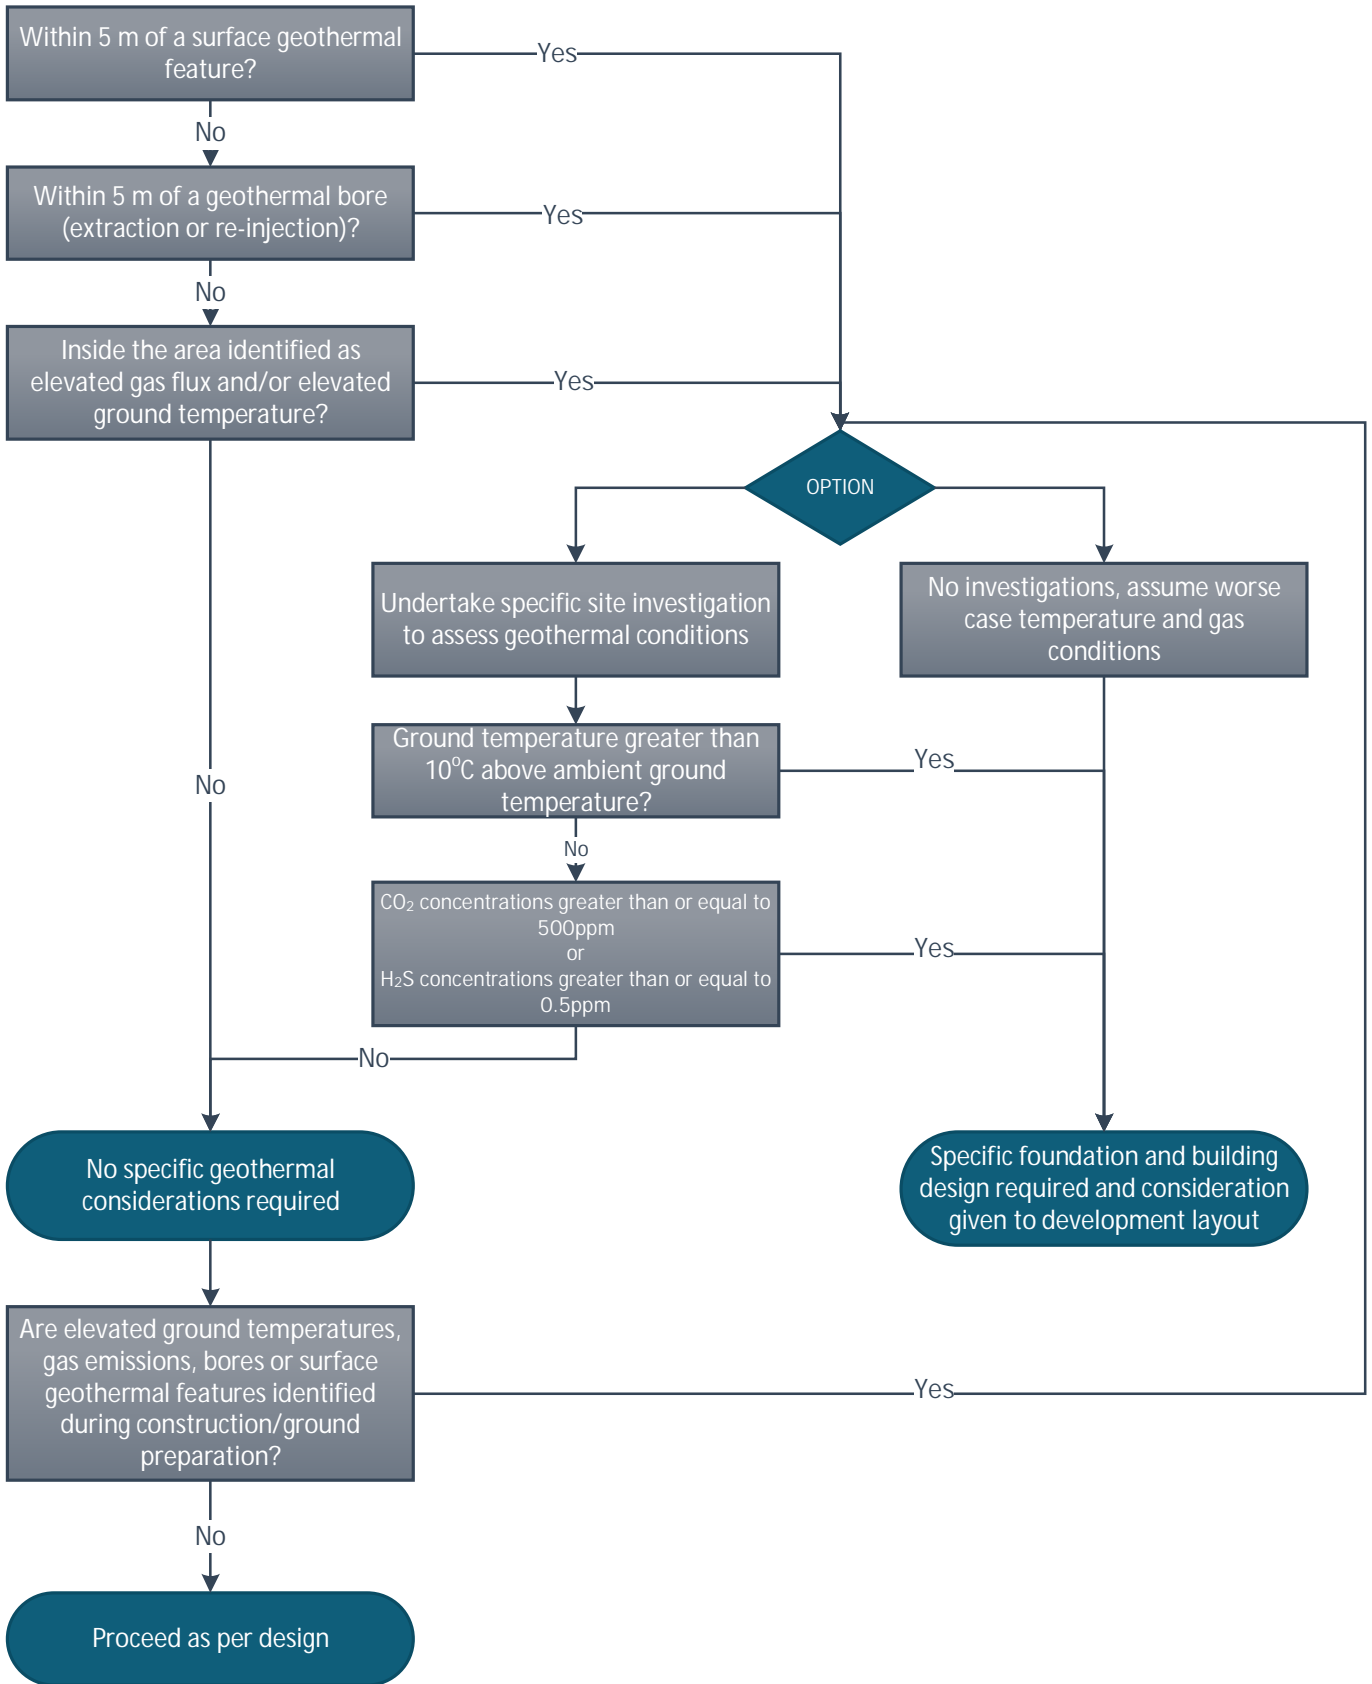 Within 5 m of a surface geothermal
feature?
Yes
No
Within 5 m of a geothermal bore
(extraction or re-injection)?
Yes
No
Inside the area identified as
elevated gas flux and/or elevated
ground temperature?
Yes
OPTION
Undertake specific site investigation
to assess geothermal conditions
No investigations, assume worse
case temperature and gas
conditions
Ground temperature greater than
10°C above ambient ground
temperature?
Yes
No
No
CO₂ concentrations greater than or equal to
500ppm
or
H₂S concentrations greater than or equal to
0.5ppm
Yes
No
No specific geothermal
considerations required
Specific foundation and building
design required and consideration
given to development layout
Are elevated ground temperatures,
gas emissions, bores or surface
geothermal features identified
during construction/ground
preparation?
Yes
No
Proceed as per design